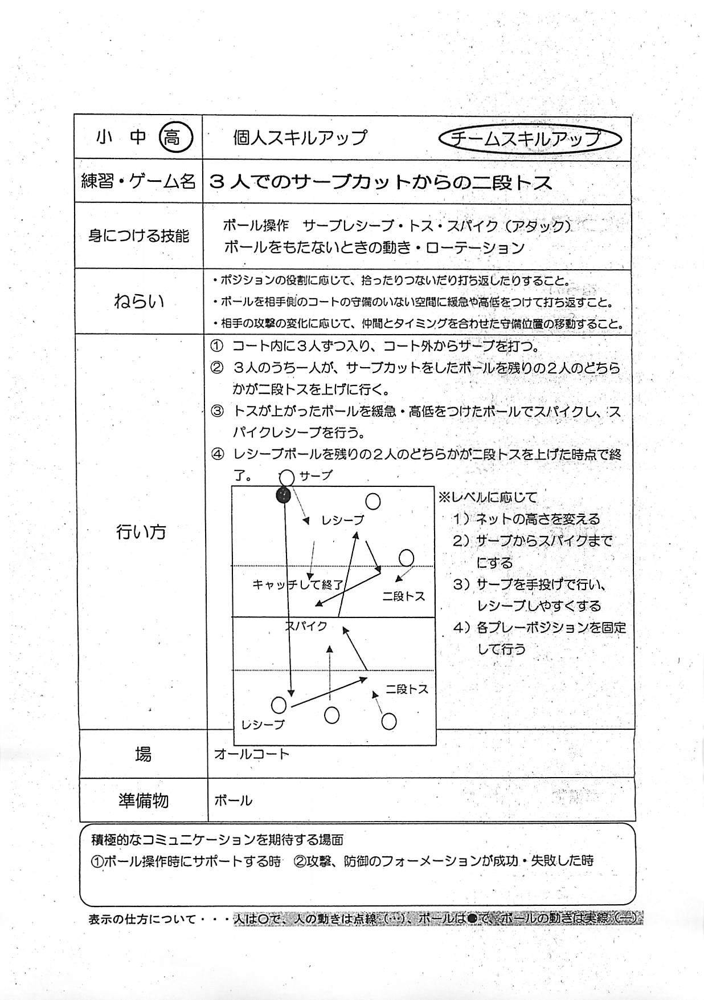 小 中 高 個人スキルアップ チームスキルアップ
練習・ゲーム名 3人でのサーブカットからの二段トス
身につける技能
ボール操作 サーブレシーブ・トス・スパイク(アタック)
ボールをもたないときの動き・ローテーション
ねらい
・ポジションの役割に応じて、拾ったりつないだり打ち返したりすること。
・ボールを相手側のコートの守備のいない空間に緩急や高低をつけて打ち返すこと。
・相手の攻撃の変化に応じて、仲間とタイミングを合わせた守備位置の移動すること。
行い方
① コート内に3人ずつ入り、コート外からサーブを打つ。
② 3人のうち一人が、サーブカットをしたボールを残りの2人のどちら
かが二段トスを上げに行く。
③ トスが上がったボールを緩急・高低をつけたボールでスパイクし、ス
パイクレシーブを行う。
④ レシーブボールを残りの2人のどちらかが二段トスを上げた時点で終
了。
サーブ
レシーブ
キャッチして終了
二段トス
スパイク
二段トス
レシーブ
※レベルに応じて
1)ネットの高さを変える
2)サーブからスパイクまで
にする
3)サーブを手投げで行い、
レシーブしやすくする
4)各プレーポジションを固定
して行う
場 オールコート
準備物 ボール
積極的なコミュニケーションを期待する場面
①ボール操作時にサポートする時 ②攻撃、防御のフォーメーションが成功・失敗した時
表示の仕方について・・・人は○で、人の動きは点線(…)、ボールは●で、ボールの動きは実線(―)